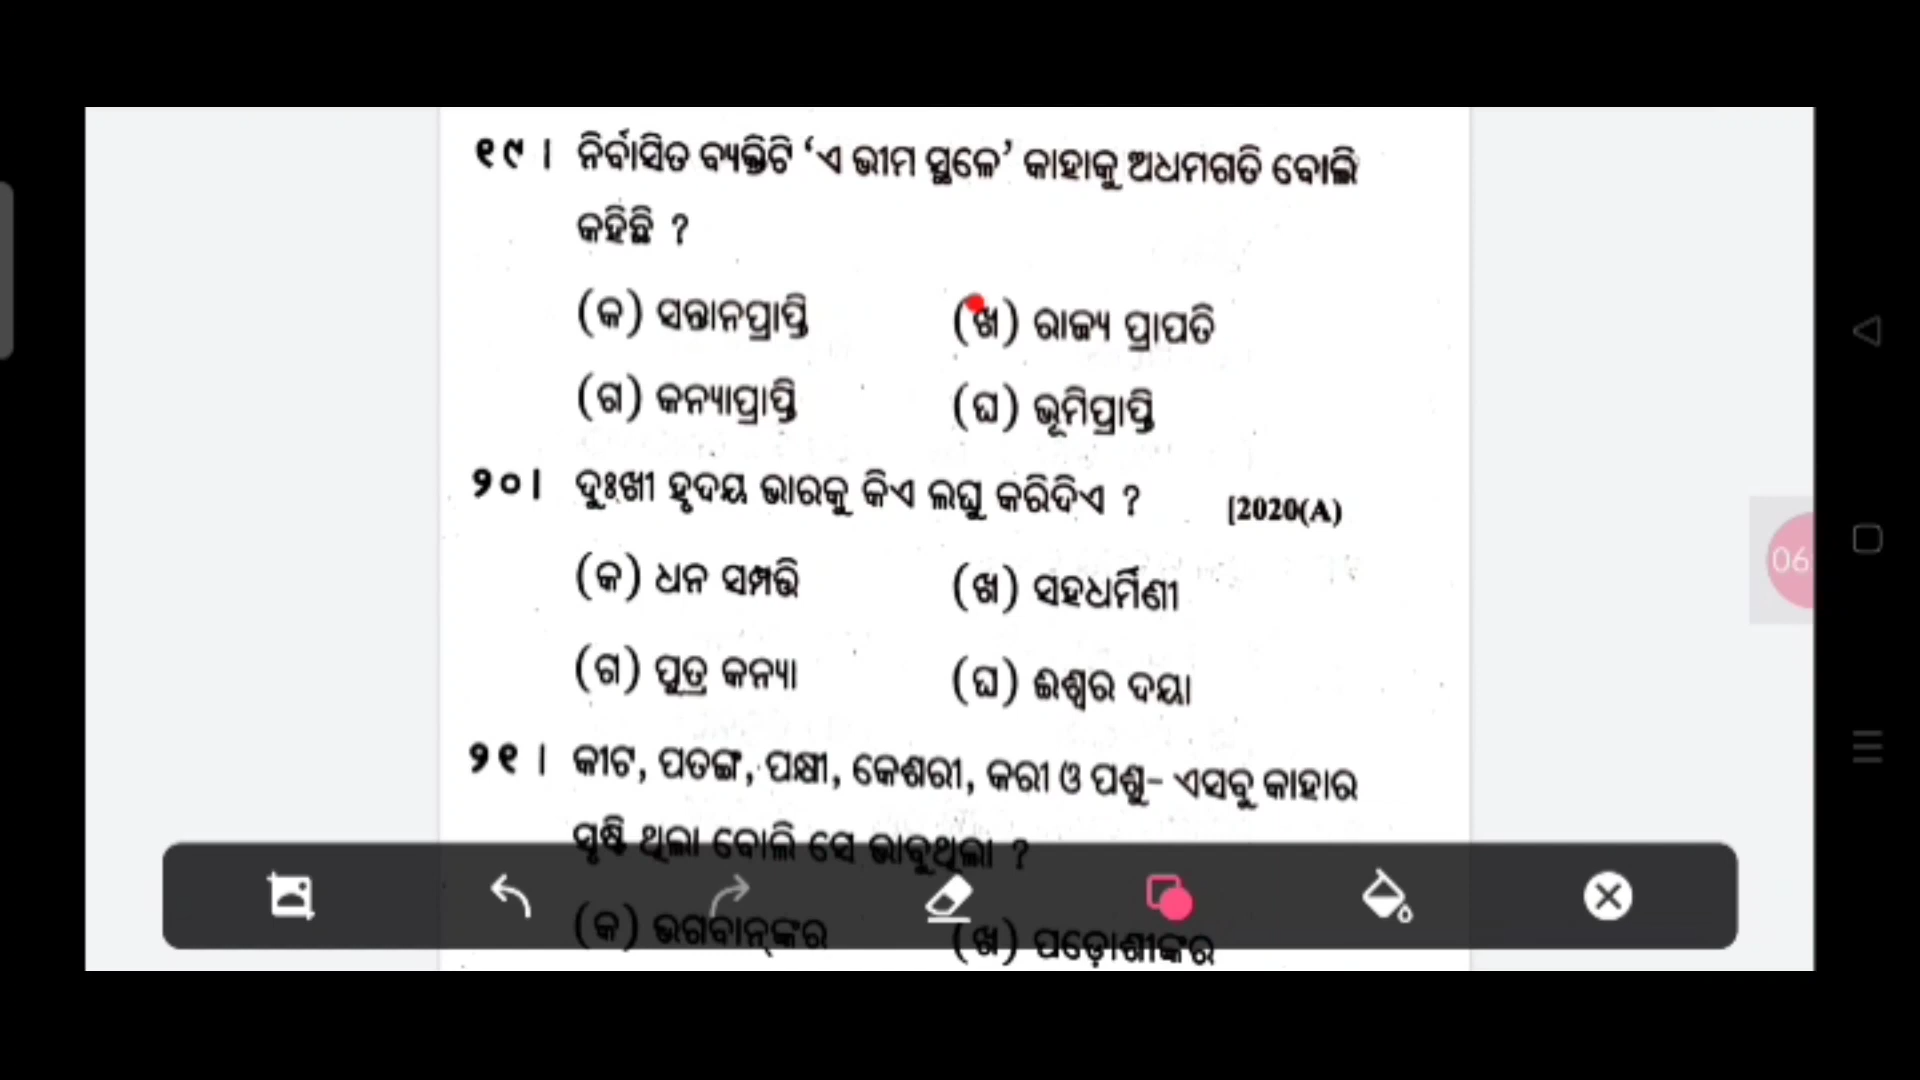 ୧୯ । ନିର୍ବାସିତ ବ୍ୟକ୍ତିଟି ‘ଏ ଭୀମ ସ୍ଥଳେ’ କାହାକୁ ଅଧମଗତି ବୋଲି
କହିଛି ?
(କ) ସନ୍ତାନପ୍ରାପ୍ତି (ଖ) ରାଜ୍ୟ ପ୍ରାପତି
(ଗ) କନ୍ୟାପ୍ରାପ୍ତି (ଘ) ଭୂମିପ୍ରାପ୍ତି
୨୦। ଦୁଃଖୀ ହୃଦୟ ଭାରକୁ କିଏ ଲଘୁ କରିଦିଏ ? [2020(A)
(କ) ଧନ ସମ୍ପତ୍ତି (ଖ) ସହଧର୍ମିଣୀ
(ଗ) ପୁତ୍ର କନ୍ୟା (ଘ) ଈଶ୍ୱର ଦୟା
06
୨୧ । କୀଟ, ପତଙ୍ଗ, ପକ୍ଷୀ, କେଶରୀ, କରୀ ଓ ପଶୁ- ଏସବୁ କାହାର
ସୃଷ୍ଟି ଥିଲା ବୋଲି ସେ ଭାବୁଥିଲା ?
(କ) ଭଗବାନ୍‌ଙ୍କର (ଖ) ପଡ଼ୋଶୀଙ୍କର